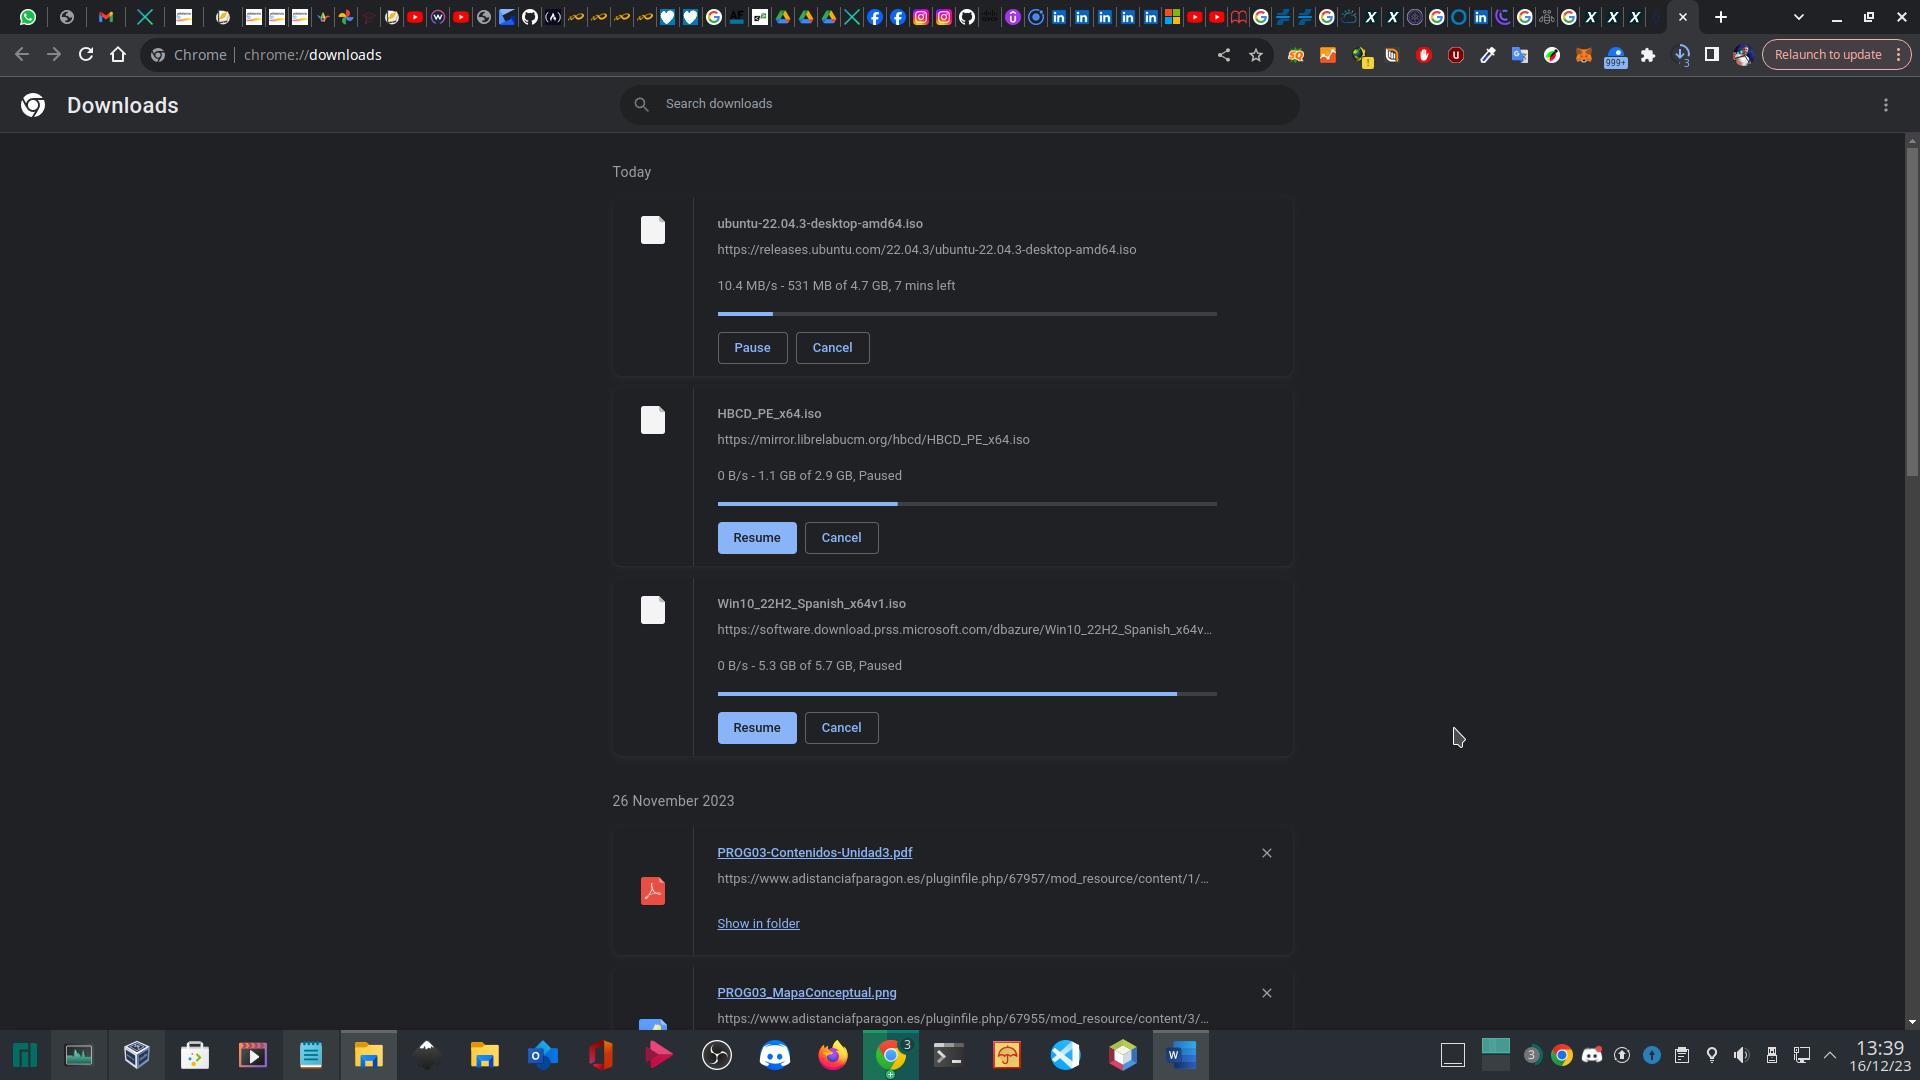 Chrome
chrome://downloads
999+
3
Relaunch to update
Downloads
Search downloads
Today
ubuntu-22.04.3-desktop-amd64.iso
https://releases.ubuntu.com/22.04.3/ubuntu-22.04.3-desktop-amd64.iso
10.4 MB/s - 531 MB of 4.7 GB, 7 mins left
Pause Cancel
HBCD_PE_x64.iso
https://mirror.librelabucm.org/hbcd/HBCD_PE_x64.iso
0 B/s - 1.1 GB of 2.9 GB, Paused
Resume Cancel
Win10_22H2_Spanish_x64v1.iso
https://software.download.prss.microsoft.com/dbazure/Win10_22H2_Spanish_x64v…
0 B/s - 5.3 GB of 5.7 GB, Paused
Resume Cancel
26 November 2023
PROG03-Contenidos-Unidad3.pdf
https://www.adistanciafparagon.es/pluginfile.php/67957/mod_resource/content/1/…
Show in folder
PROG03_MapaConceptual.png
https://www.adistanciafparagon.es/pluginfile.php/67955/mod_resource/content/3/…
3
3
13:39
16/12/23